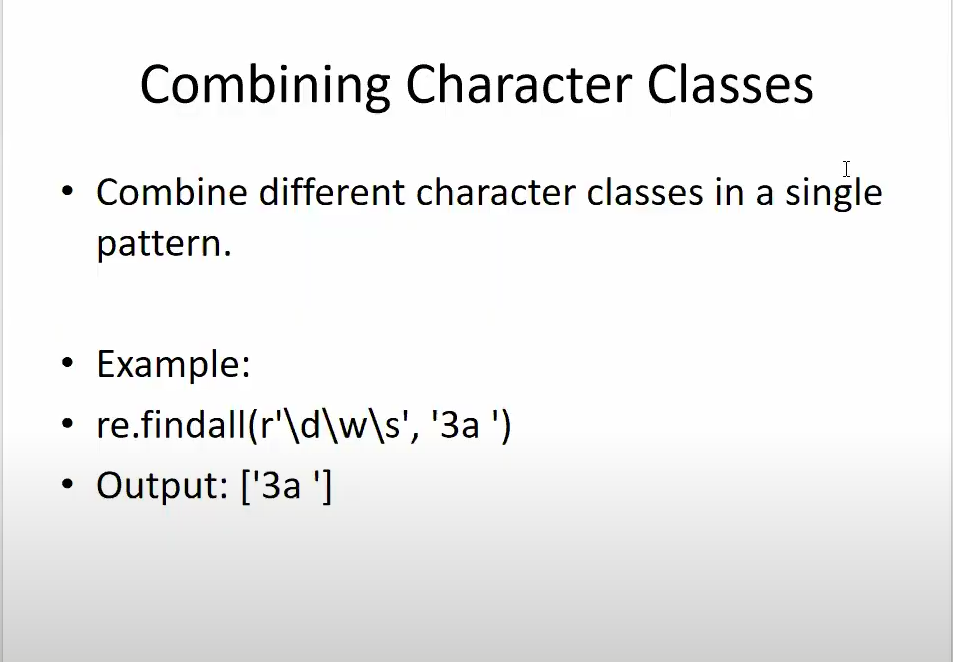 Combining Character Classes
• Combine different character classes in a single
pattern.
• Example:
• re.findall(r'\d\w\s', '3a ')
• Output: ['3a ']